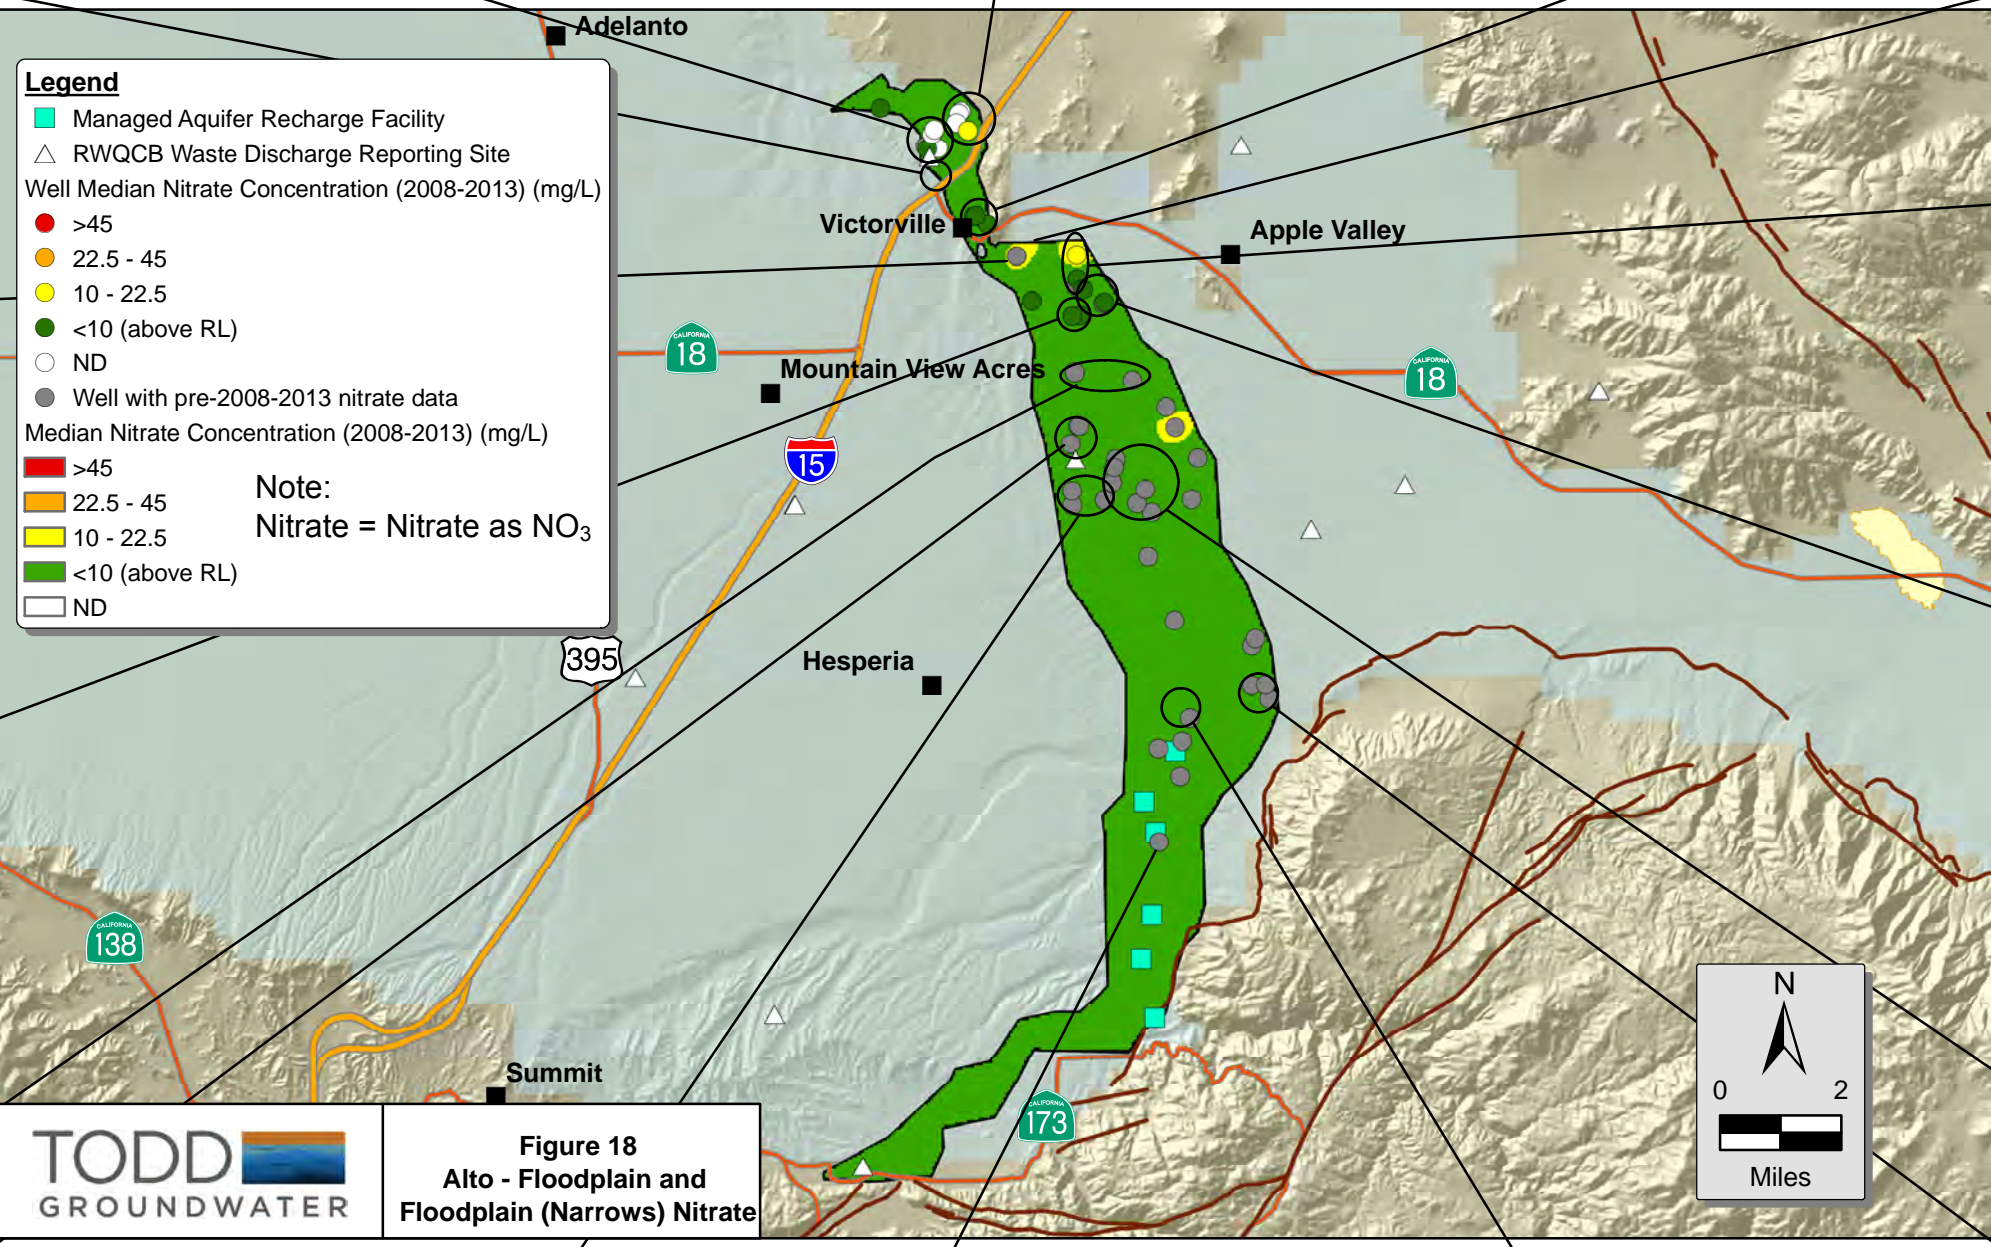 Adelanto
Legend
Managed Aquifer Recharge Facility
RWQCB Waste Discharge Reporting Site
Well Median Nitrate Concentration (2008-2013) (mg/L)
>45
22.5 - 45
10 - 22.5
<10 (above RL)
ND
Well with pre-2008-2013 nitrate data
Median Nitrate Concentration (2008-2013) (mg/L)
>45
22.5 - 45
10 - 22.5
<10 (above RL)
ND
Note:
Nitrate = Nitrate as NO₃
Victorville
Apple Valley
CALIFORNIA
18
Mountain View Acres
CALIFORNIA
18
15
395
Hesperia
CALIFORNIA
138
Summit
CALIFORNIA
173
N
0 2
Miles
TODD
GROUNDWATER
Figure 18
Alto - Floodplain and
Floodplain (Narrows) Nitrate